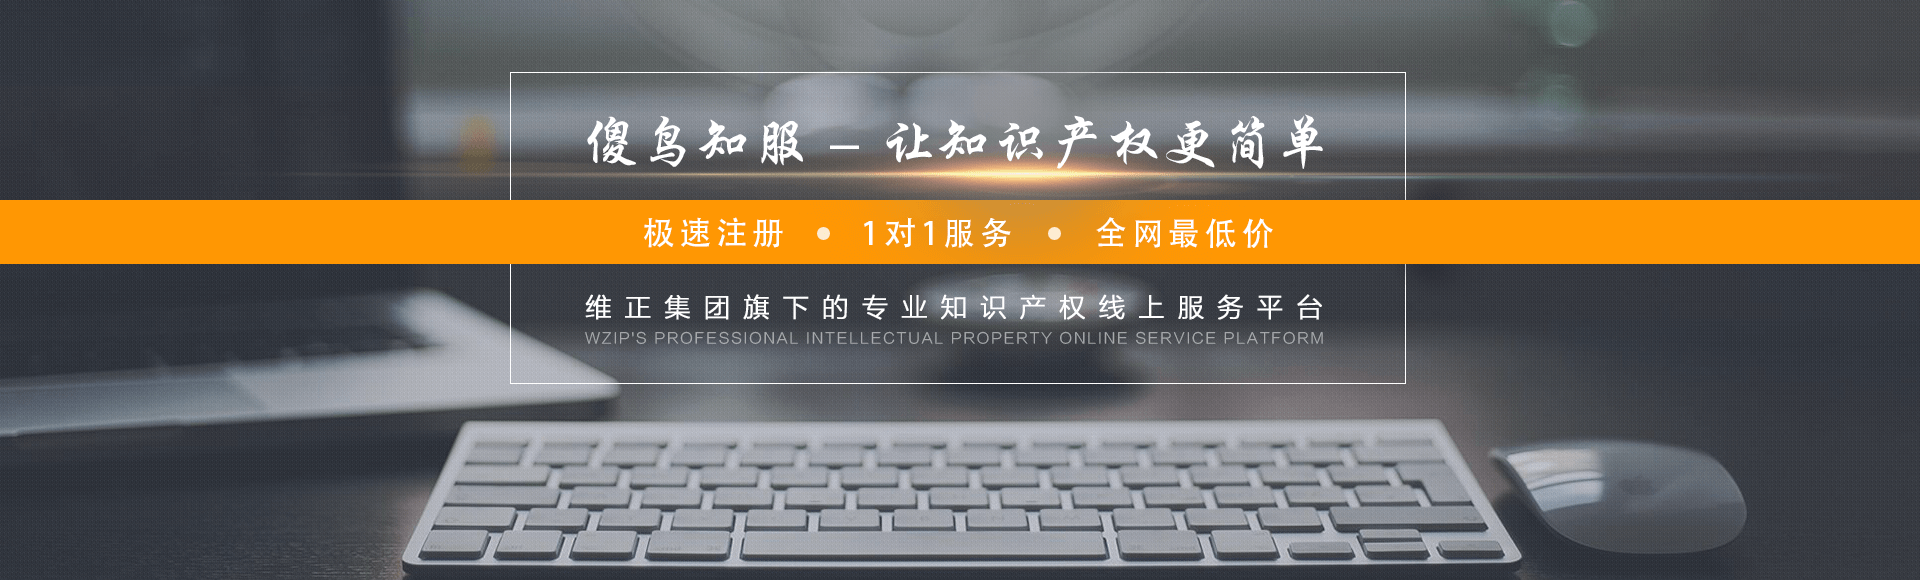 傻鸟知服 – 让知识产权更简单
极速注册 ● 1对1服务 ● 全网最低价
维正集团旗下的专业知识产权线上服务平台
WZIP'S PROFESSIONAL INTELLECTUAL PROPERTY ONLINE SERVICE PLATFORM